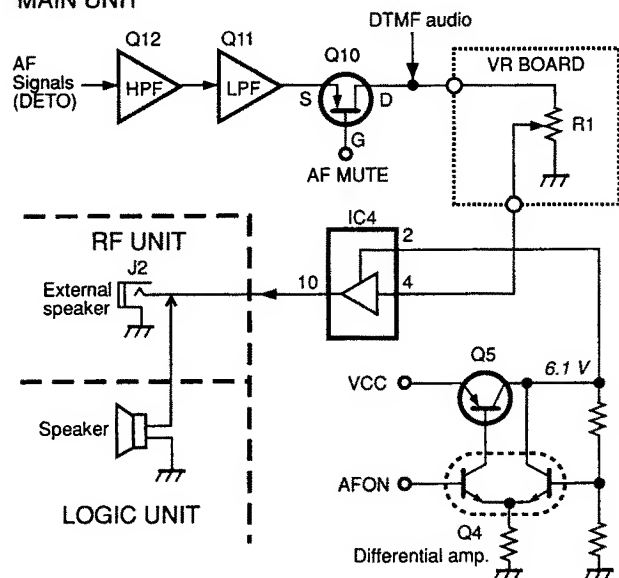 MAIN UNIT
DTMF audio
Q12
Q11
Q10
VR BOARD
AF
Signals
(DETO)
HPF
LPF
S
D
R1
G
AF MUTE
IC4
2
RF UNIT
J2
External
speaker
10
4
Q5
6.1 V
VCC
Speaker
AFON
LOGIC UNIT
Q4
Differential amp.